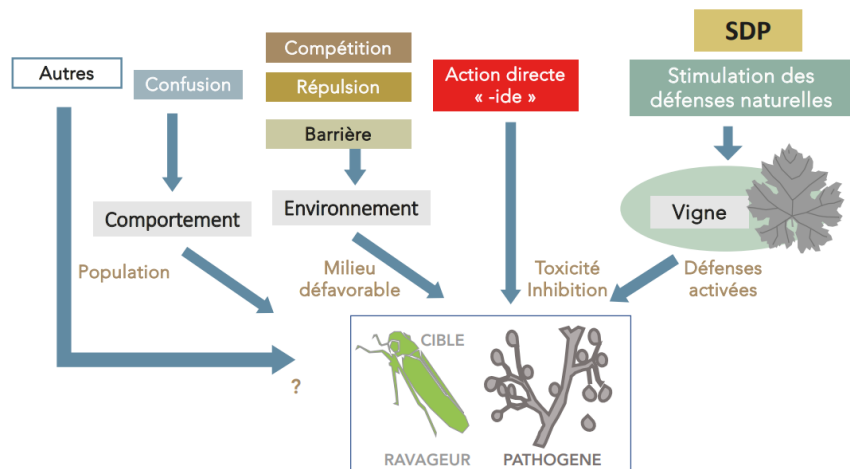 Autres
Confusion
Compétition
Répulsion
Barrière
Action directe
« -ide »
SDP
Stimulation des
défenses naturelles
Comportement
Environnement
Vigne
Population
Milieu
défavorable
Toxicité
Inhibition
Défenses
activées
?
CIBLE
RAVAGEUR
PATHOGENE